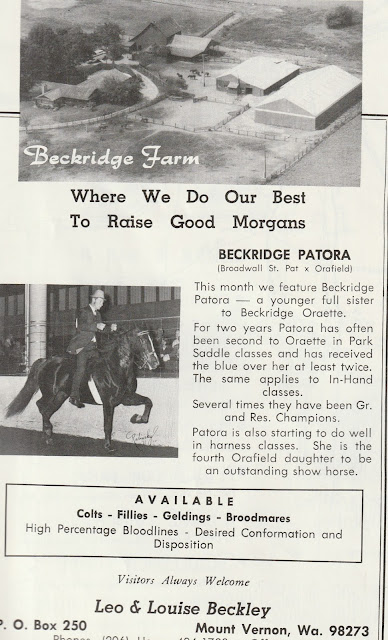 Beckridge Farm
Where We Do Our Best
To Raise Good Morgans
BECKRIDGE PATORA
(Broadwall St. Pat x Orafield)
This month we feature Beckridge
Patora — a younger full sister
to Beckridge Oraette.
For two years Patora has often
been second to Oraette in Park
Saddle classes and has received
the blue over her at least twice.
The same applies to In-Hand
classes.
Several times they have been Gr.
and Res. Champions.
Patora is also starting to do well
in harness classes. She is the
fourth Orafield daughter to be
an outstanding show horse.
AVAILABLE
Colts - Fillies - Geldings - Broodmares
High Percentage Bloodlines - Desired Conformation and
Disposition
Visitors Always Welcome
Leo & Louise Beckley
P. O. Box 250 Mount Vernon, Wa. 98273